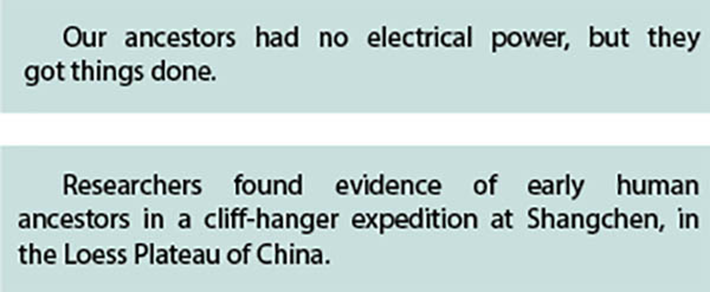 Our ancestors had no electrical power, but they
got things done.
Researchers found evidence of early human
ancestors in a cliff-hanger expedition at Shangchen, in
the Loess Plateau of China.